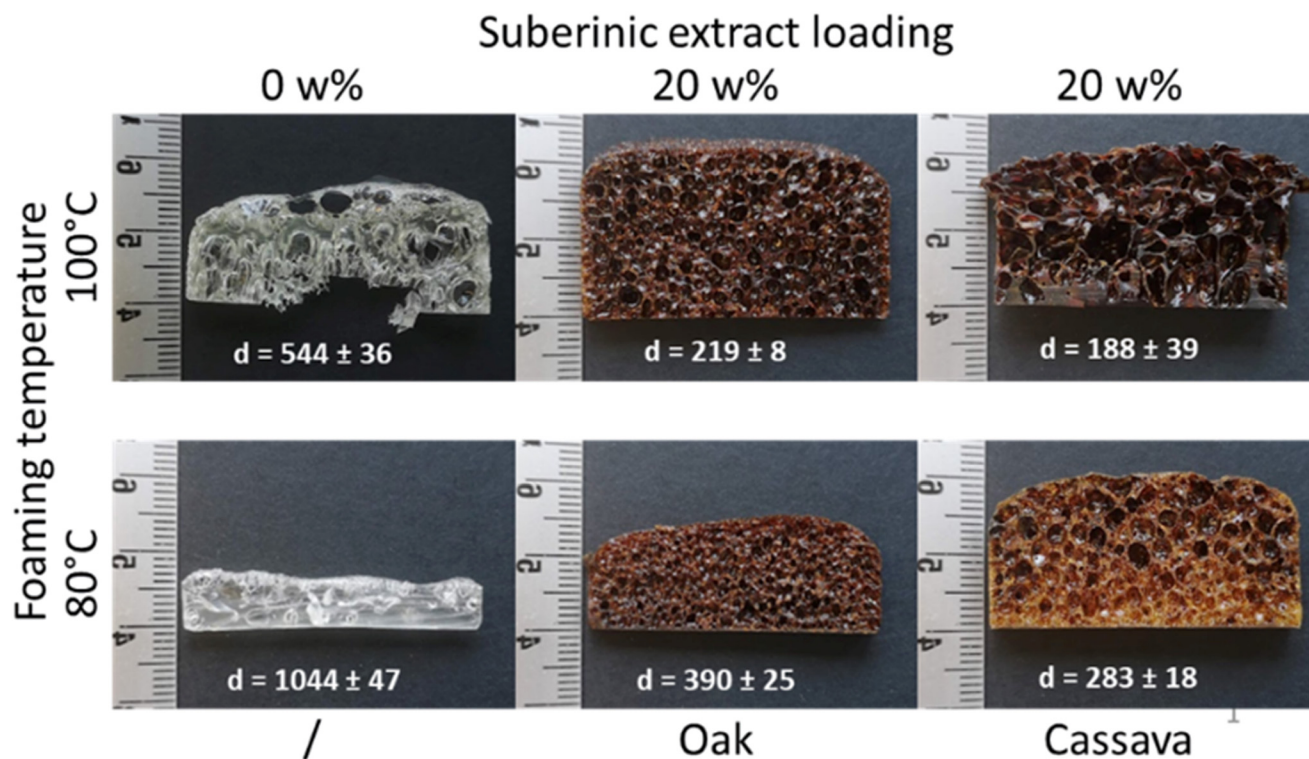 Suberinic extract loading
0 w%
20 w%
20 w%
Foaming temperature
100°C
d = 544 ± 36
d = 219 ± 8
d = 188 ± 39
80°C
d = 1044 ± 47
d = 390 ± 25
d = 283 ± 18
/
Oak
Cassava